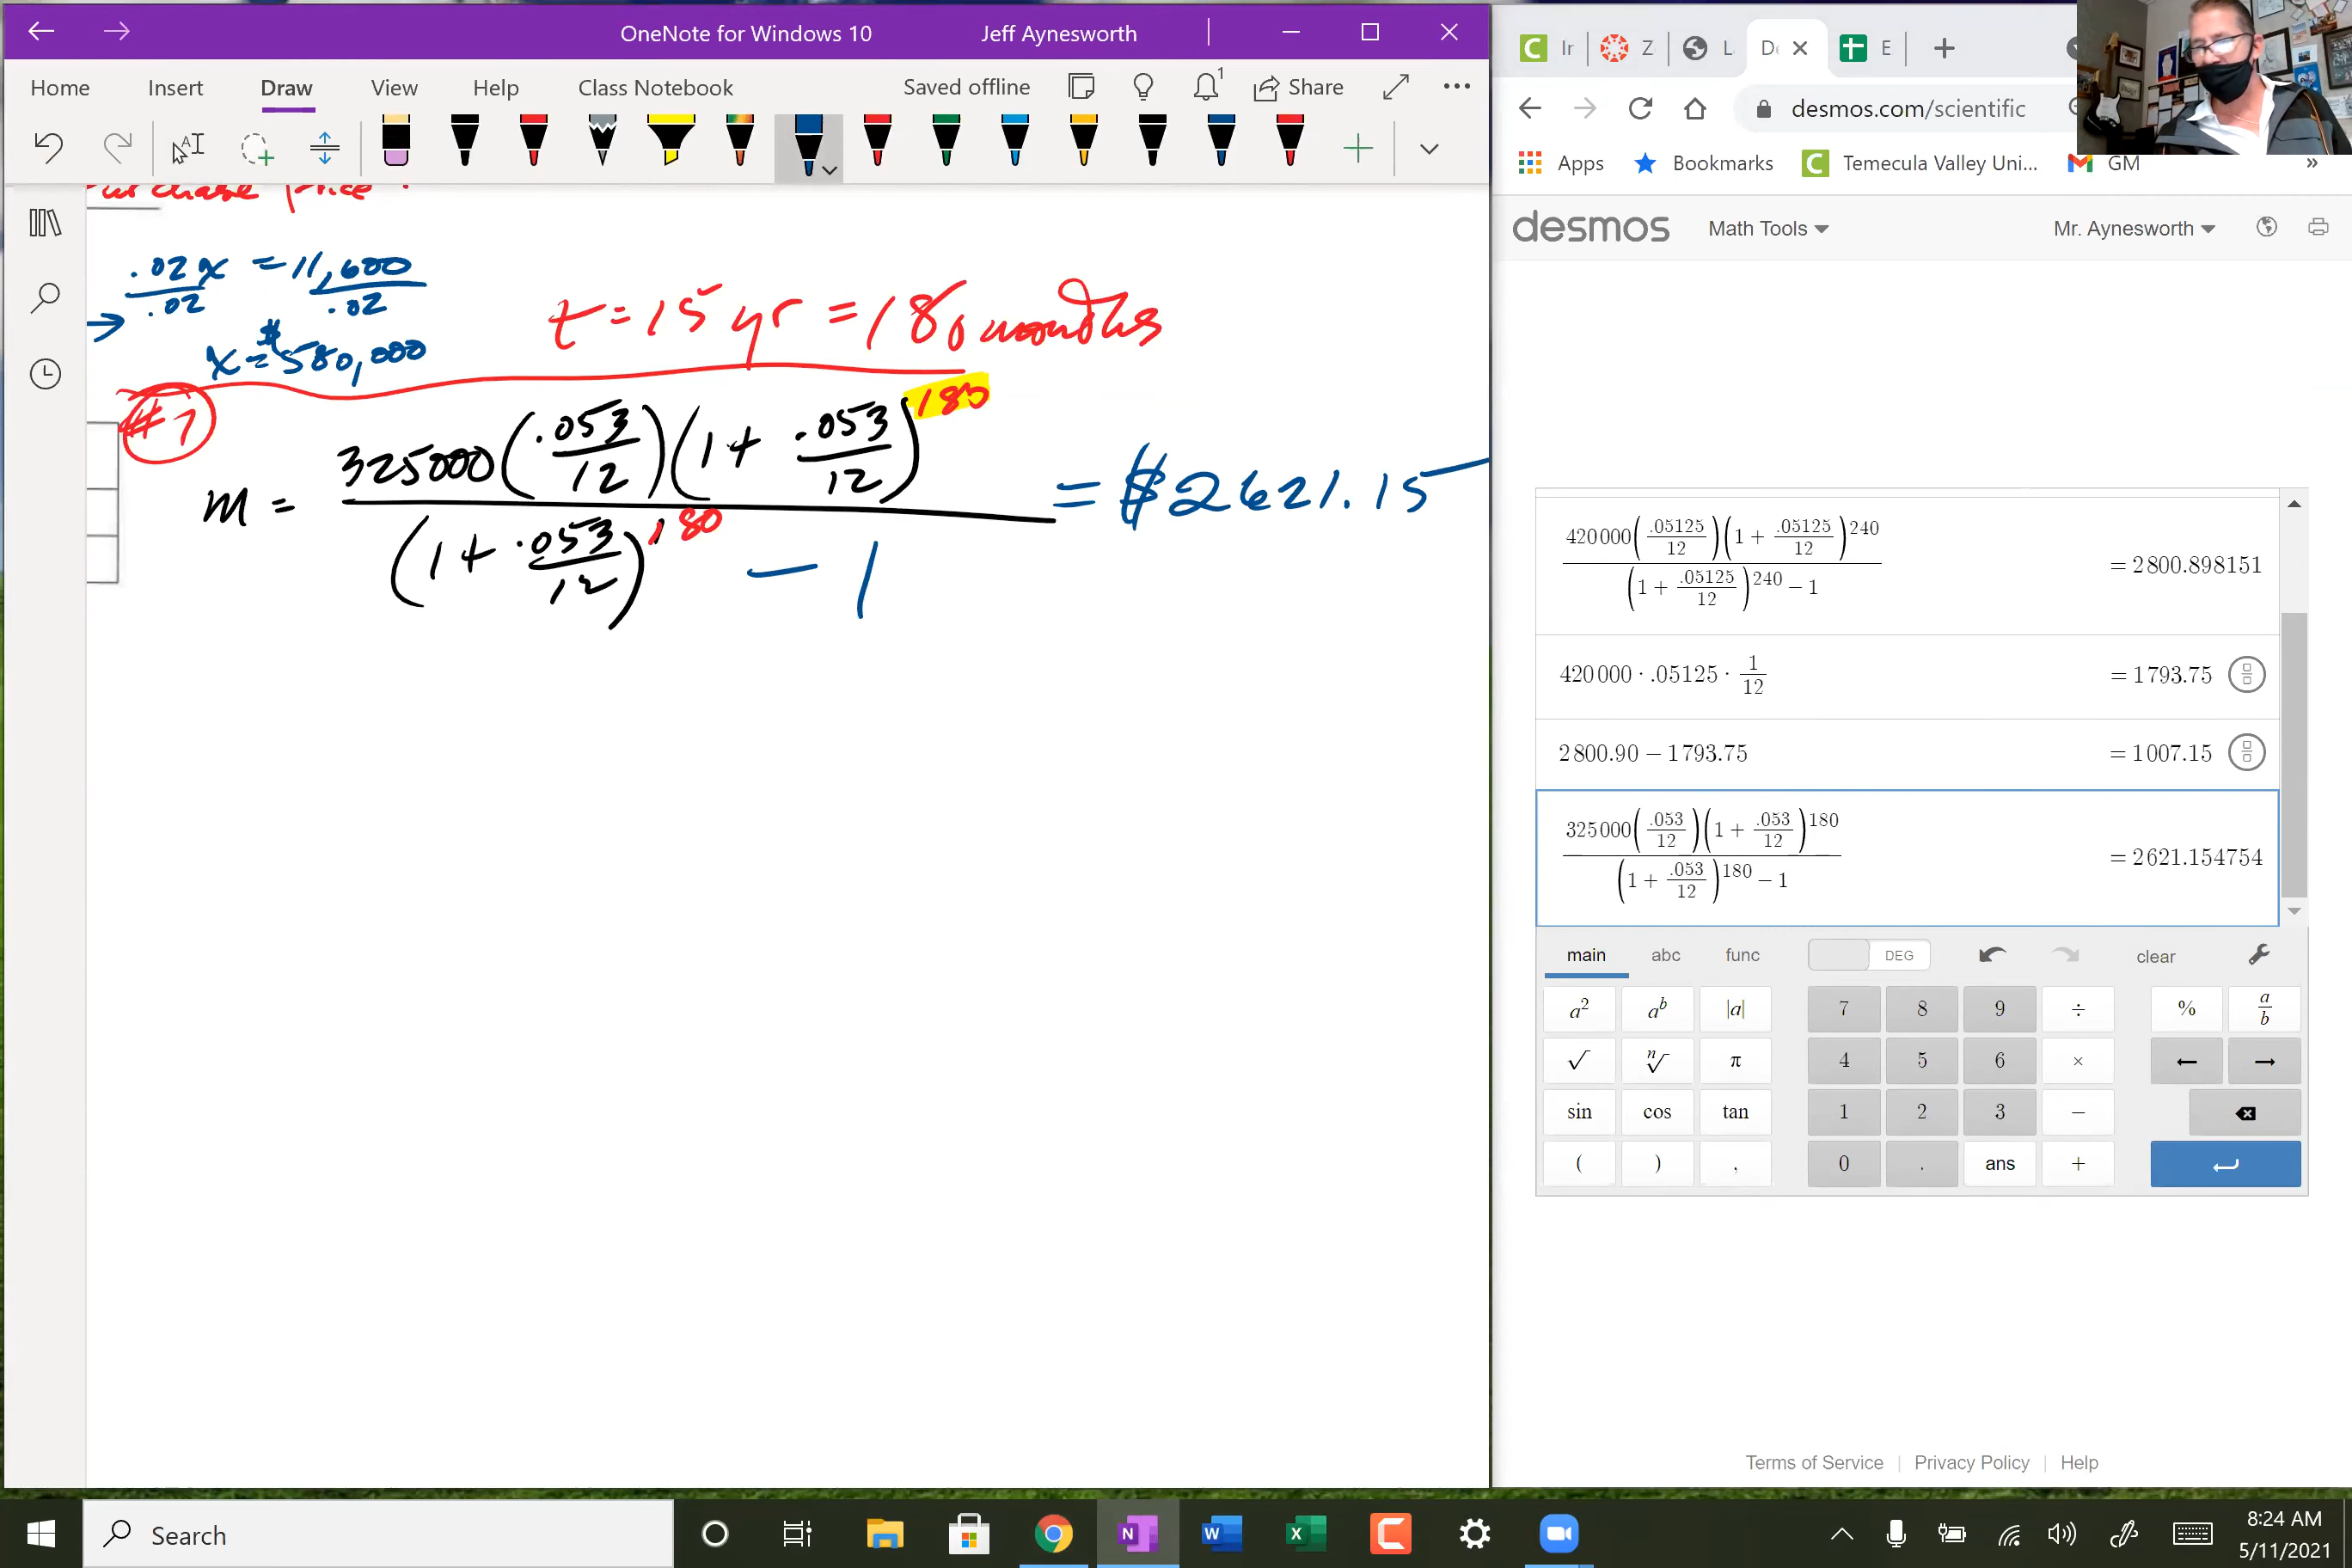 OneNote for Windows 10 Jeff Aynesworth
Home Insert Draw View Help Class Notebook Saved offline 1 Share
purchase price
.02x = 11,600
.02 .02
x = $580,000
t = 15 yr = 180 months
#7
m = 325000(.053/12)(1 + .053/12)^180 / (1 + .053/12)^180 − 1 = $2621.15
Ir Z L De E
desmos.com/scientific
Apps Bookmarks Temecula Valley Uni... GM »
desmos Math Tools Mr. Aynesworth
420000(.05125/12)(1 + .05125/12)^240 / (1 + .05125/12)^240 − 1 = 2800.898151
420000 · .05125 · 1/12 = 1793.75
2800.90 − 1793.75 = 1007.15
325000(.053/12)(1 + .053/12)^180 / (1 + .053/12)^180 − 1 = 2621.154754
main abc func DEG clear
a² a^b |a| 7 8 9 ÷ % a/b
√ ⁿ√ π 4 5 6 × ← →
sin cos tan 1 2 3 −
( ) , 0 . ans +
Terms of Service | Privacy Policy | Help
Search
8:24 AM
5/11/2021